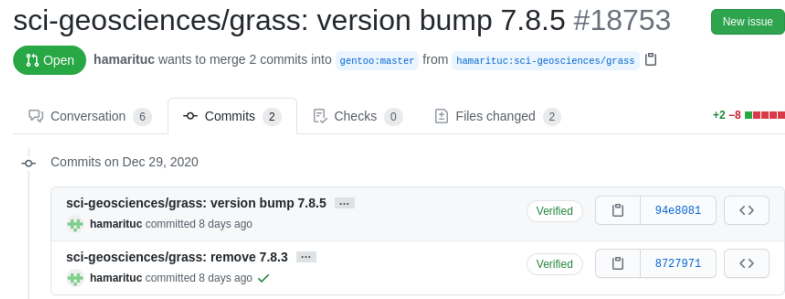 sci-geosciences/grass: version bump 7.8.5 #18753
New issue
Open hamarituc wants to merge 2 commits into gentoo:master from hamarituc:sci-geosciences/grass
Conversation 6 Commits 2 Checks 0 Files changed 2 +2 −8
Commits on Dec 29, 2020
sci-geosciences/grass: version bump 7.8.5 …
hamarituc committed 8 days ago
Verified 94e8081 <>
sci-geosciences/grass: remove 7.8.3 …
hamarituc committed 8 days ago ✓
Verified 8727971 <>